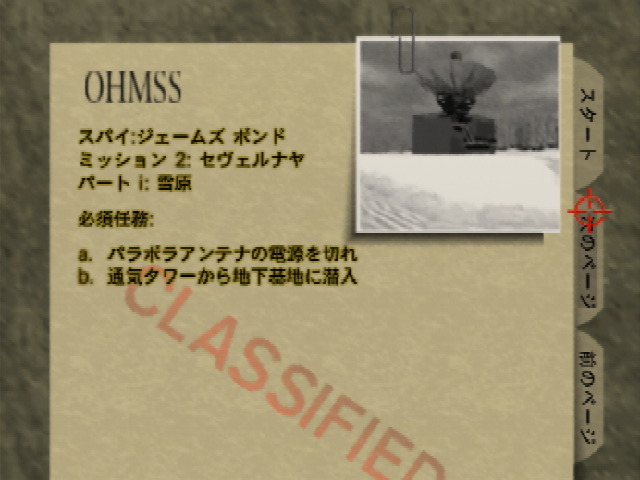 OHMSS
スパイ:ジェームズ ボンド
ミッション 2: セヴェルナヤ
パート i: 雪原
必須任務:
a. パラボラアンテナの電源を切れ
b. 通気タワーから地下基地に潜入
CLASSIFIED
スタート
のページ
前のページ